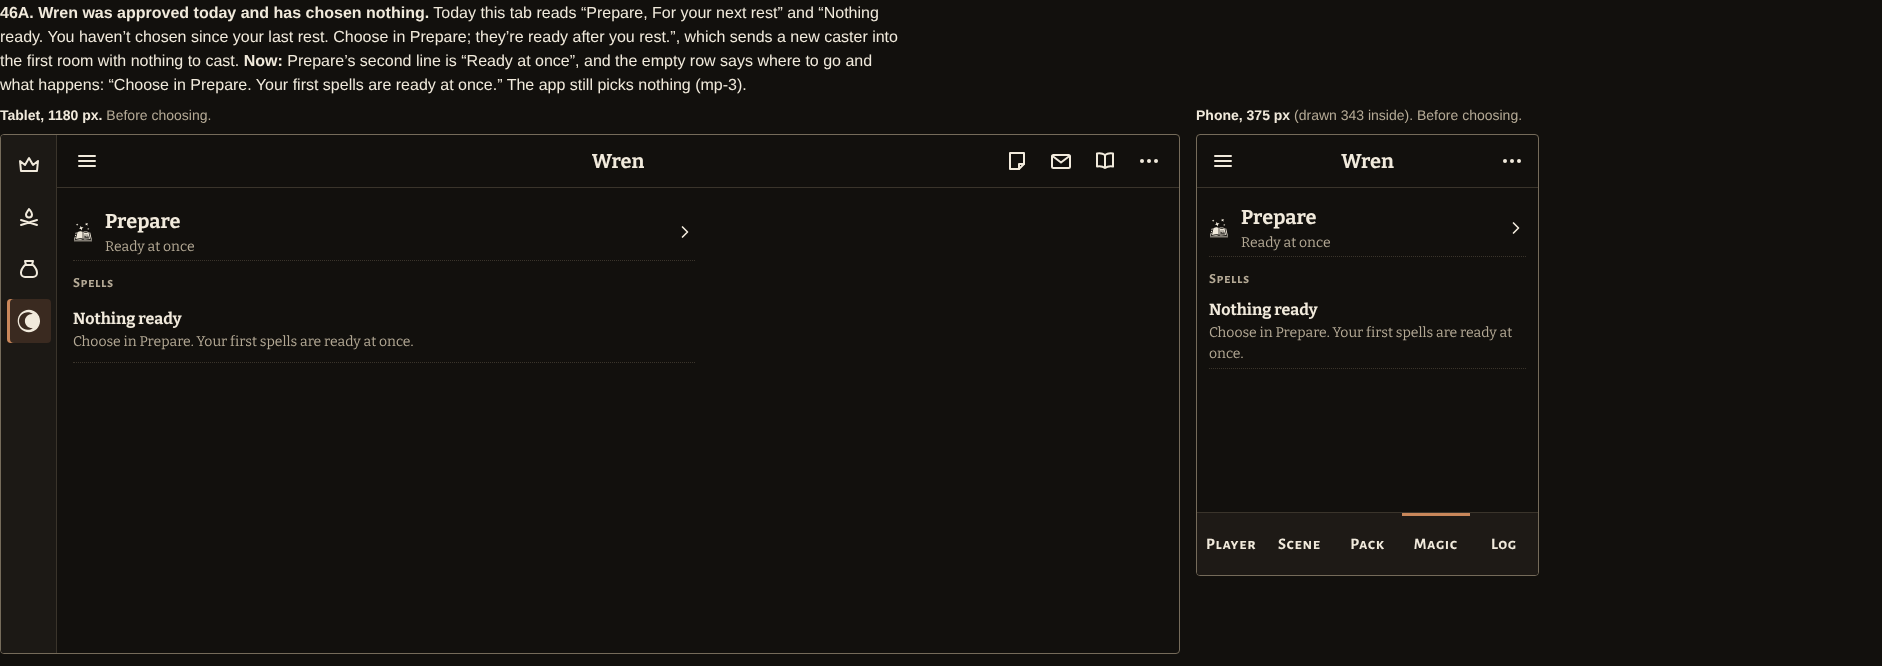 46A. Wren was approved today and has chosen nothing. Today this tab reads “Prepare, For your next rest” and “Nothing
ready. You haven’t chosen since your last rest. Choose in Prepare; they’re ready after you rest.”, which sends a new caster into
the first room with nothing to cast. Now: Prepare’s second line is “Ready at once”, and the empty row says where to go and
what happens: “Choose in Prepare. Your first spells are ready at once.” The app still picks nothing (mp-3).
Tablet, 1180 px. Before choosing.
Wren
Prepare
Ready at once
Spells
Nothing ready
Choose in Prepare. Your first spells are ready at once.
Phone, 375 px (drawn 343 inside). Before choosing.
Wren
Prepare
Ready at once
Spells
Nothing ready
Choose in Prepare. Your first spells are ready at
once.
Player Scene Pack Magic Log